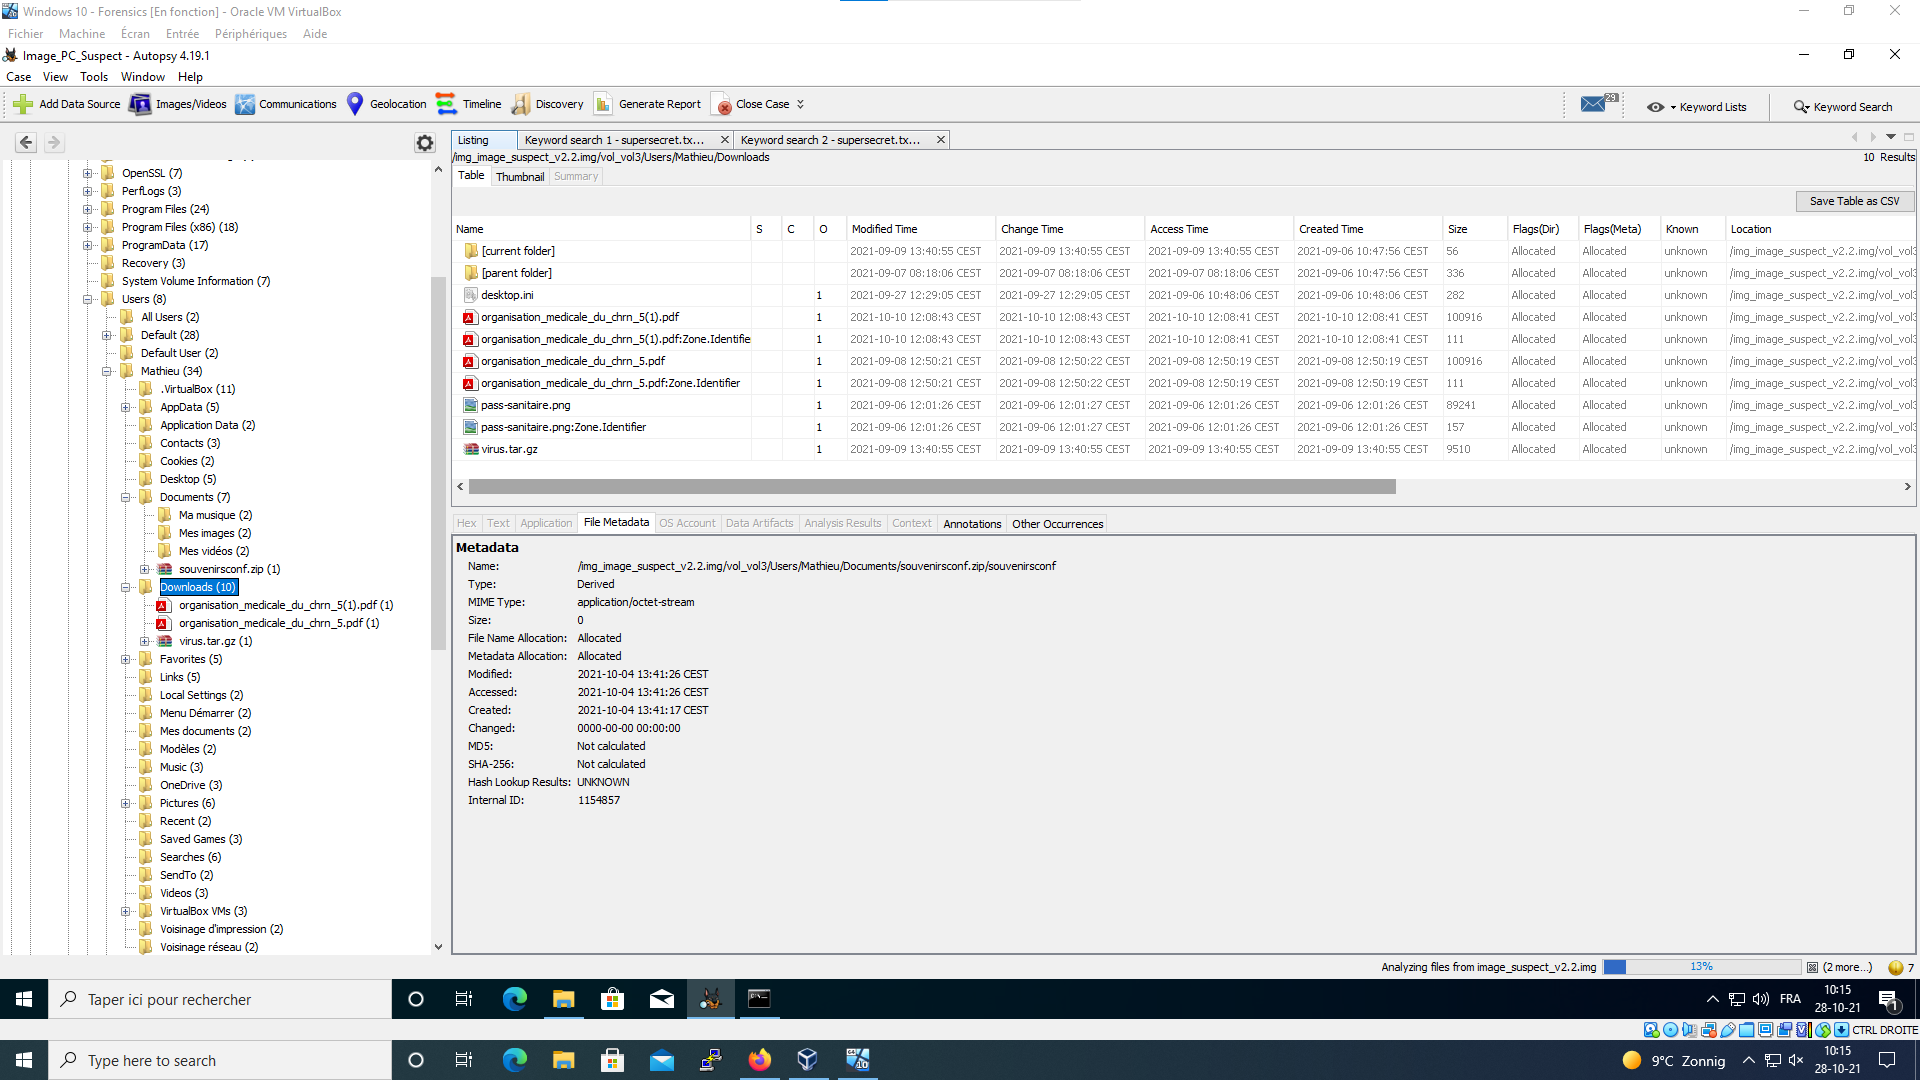 Windows 10 - Forensics [En fonction] - Oracle VM VirtualBox
Fichier Machine Écran Entrée Périphériques Aide
Image_PC_Suspect - Autopsy 4.19.1
Case View Tools Window Help
Add Data Source Images/Videos Communications Geolocation Timeline Discovery Generate Report Close Case 29 Keyword Lists Keyword Search
Listing Keyword search 1 - supersecret.tx... Keyword search 2 - supersecret.tx...
/img_image_suspect_v2.2.img/vol_vol3/Users/Mathieu/Downloads 10 Results
Table Thumbnail Summary
Save Table as CSV
Name S C O Modified Time Change Time Access Time Created Time Size Flags(Dir) Flags(Meta) Known Location
[current folder] 2021-09-09 13:40:55 CEST 2021-09-09 13:40:55 CEST 2021-09-09 13:40:55 CEST 2021-09-06 10:47:56 CEST 56 Allocated Allocated unknown /img_image_suspect_v2.2.img/vol_vol3
[parent folder] 2021-09-07 08:18:06 CEST 2021-09-07 08:18:06 CEST 2021-09-07 08:18:06 CEST 2021-09-06 10:47:56 CEST 336 Allocated Allocated unknown /img_image_suspect_v2.2.img/vol_vol3
desktop.ini 1 2021-09-27 12:29:05 CEST 2021-09-27 12:29:05 CEST 2021-09-06 10:48:06 CEST 2021-09-06 10:48:06 CEST 282 Allocated Allocated unknown /img_image_suspect_v2.2.img/vol_vol3
organisation_medicale_du_chrn_5(1).pdf 1 2021-10-10 12:08:43 CEST 2021-10-10 12:08:43 CEST 2021-10-10 12:08:41 CEST 2021-10-10 12:08:41 CEST 100916 Allocated Allocated unknown /img_image_suspect_v2.2.img/vol_vol3
organisation_medicale_du_chrn_5(1).pdf:Zone.Identifie 1 2021-10-10 12:08:43 CEST 2021-10-10 12:08:43 CEST 2021-10-10 12:08:41 CEST 2021-10-10 12:08:41 CEST 111 Allocated Allocated unknown /img_image_suspect_v2.2.img/vol_vol3
organisation_medicale_du_chrn_5.pdf 1 2021-09-08 12:50:21 CEST 2021-09-08 12:50:22 CEST 2021-09-08 12:50:19 CEST 2021-09-08 12:50:19 CEST 100916 Allocated Allocated unknown /img_image_suspect_v2.2.img/vol_vol3
organisation_medicale_du_chrn_5.pdf:Zone.Identifier 1 2021-09-08 12:50:21 CEST 2021-09-08 12:50:22 CEST 2021-09-08 12:50:19 CEST 2021-09-08 12:50:19 CEST 111 Allocated Allocated unknown /img_image_suspect_v2.2.img/vol_vol3
pass-sanitaire.png 1 2021-09-06 12:01:26 CEST 2021-09-06 12:01:27 CEST 2021-09-06 12:01:26 CEST 2021-09-06 12:01:26 CEST 89241 Allocated Allocated unknown /img_image_suspect_v2.2.img/vol_vol3
pass-sanitaire.png:Zone.Identifier 1 2021-09-06 12:01:26 CEST 2021-09-06 12:01:27 CEST 2021-09-06 12:01:26 CEST 2021-09-06 12:01:26 CEST 157 Allocated Allocated unknown /img_image_suspect_v2.2.img/vol_vol3
virus.tar.gz 1 2021-09-09 13:40:55 CEST 2021-09-09 13:40:55 CEST 2021-09-09 13:40:55 CEST 2021-09-09 13:40:55 CEST 9510 Allocated Allocated unknown /img_image_suspect_v2.2.img/vol_vol3
OpenSSL (7)
PerfLogs (3)
Program Files (24)
Program Files (x86) (18)
ProgramData (17)
Recovery (3)
System Volume Information (7)
Users (8)
All Users (2)
Default (28)
Default User (2)
Mathieu (34)
.VirtualBox (11)
AppData (5)
Application Data (2)
Contacts (3)
Cookies (2)
Desktop (5)
Documents (7)
Ma musique (2)
Mes images (2)
Mes vidéos (2)
souvenirsconf.zip (1)
Downloads (10)
organisation_medicale_du_chrn_5(1).pdf (1)
organisation_medicale_du_chrn_5.pdf (1)
virus.tar.gz (1)
Favorites (5)
Links (5)
Local Settings (2)
Menu Démarrer (2)
Mes documents (2)
Modèles (2)
Music (3)
OneDrive (3)
Pictures (6)
Recent (2)
Saved Games (3)
Searches (6)
SendTo (2)
Videos (3)
VirtualBox VMs (3)
Voisinage d'impression (2)
Voisinage réseau (2)
Hex Text Application File Metadata OS Account Data Artifacts Analysis Results Context Annotations Other Occurrences
Metadata
Name: /img_image_suspect_v2.2.img/vol_vol3/Users/Mathieu/Documents/souvenirsconf.zip/souvenirsconf
Type: Derived
MIME Type: application/octet-stream
Size: 0
File Name Allocation: Allocated
Metadata Allocation: Allocated
Modified: 2021-10-04 13:41:26 CEST
Accessed: 2021-10-04 13:41:26 CEST
Created: 2021-10-04 13:41:17 CEST
Changed: 0000-00-00 00:00:00
MD5: Not calculated
SHA-256: Not calculated
Hash Lookup Results: UNKNOWN
Internal ID: 1154857
Analyzing files from image_suspect_v2.2.img 13% (2 more...) 7
Taper ici pour rechercher FRA 10:15 28-10-21 1
CTRL DROITE
Type here to search 9°C Zonnig 10:15 28-10-21